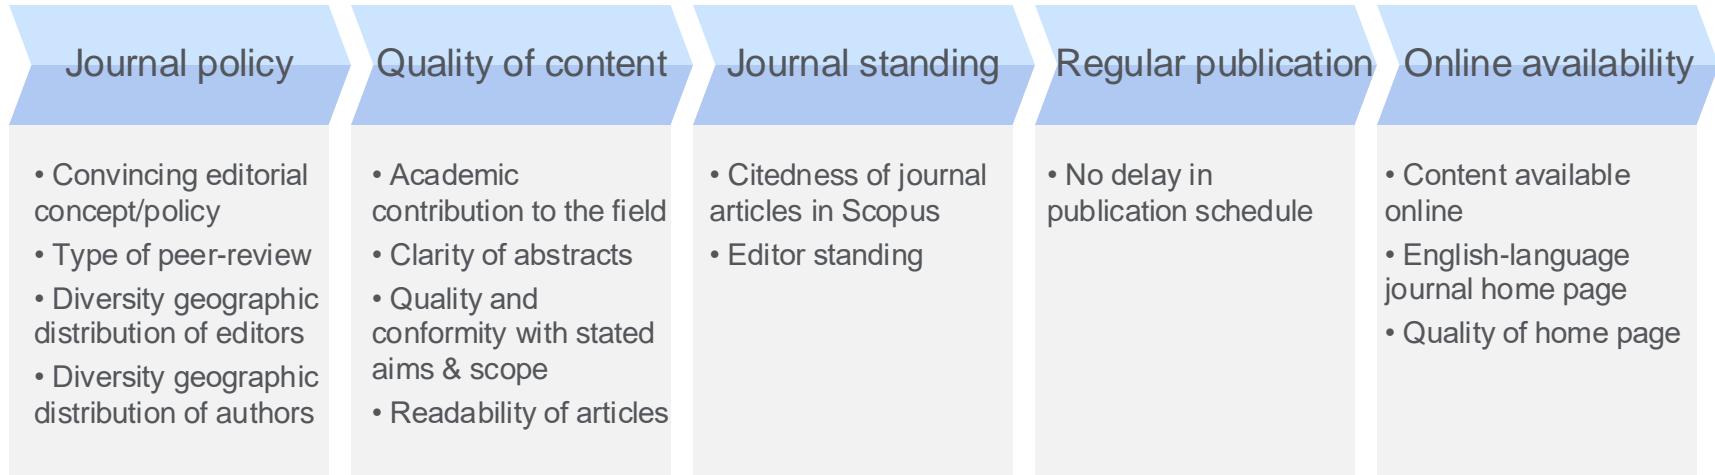 Journal policy
• Convincing editorial
concept/policy
• Type of peer-review
• Diversity geographic
distribution of editors
• Diversity geographic
distribution of authors
Quality of content
• Academic
contribution to the field
• Clarity of abstracts
• Quality and
conformity with stated
aims & scope
• Readability of articles
Journal standing
• Citedness of journal
articles in Scopus
• Editor standing
Regular publication
• No delay in
publication schedule
Online availability
• Content available
online
• English-language
journal home page
• Quality of home page